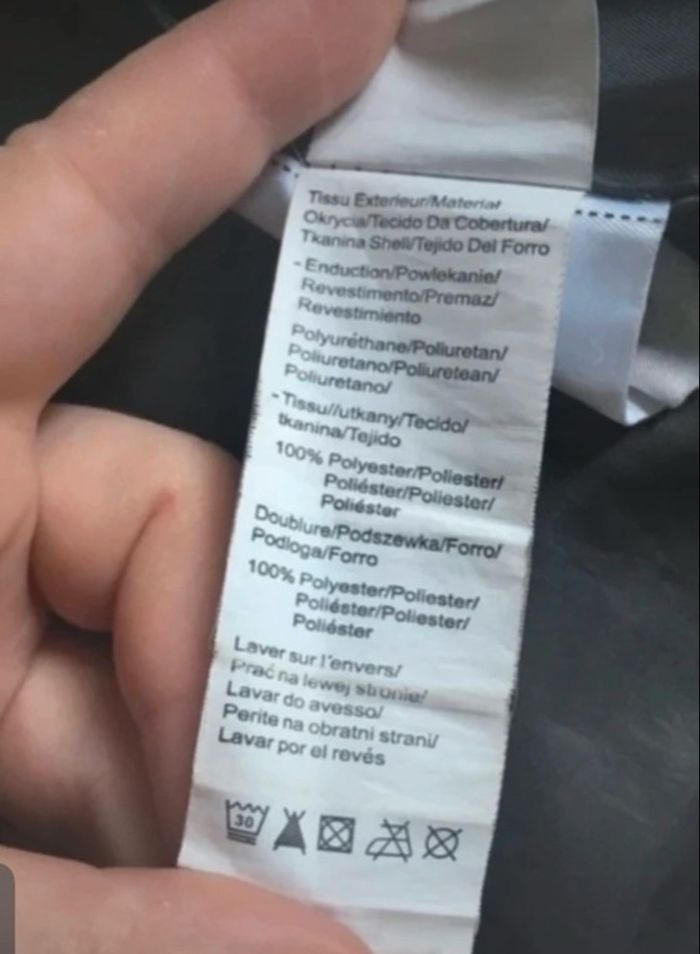 Tissu Exterieur/Material
Okrycia/Tecido Da Cobertura/
Tkanina Shell/Tejido Del Forro
- Enduction/Powlekanie/
Revestimento/Premaz/
Revestimiento
Polyuréthane/Poliuretan/
Poliuretano/Poliuretean/
Poliuretano/
- Tissu//utkany/Tecido/
tkanina/Tejido
100% Polyester/Poliester/
Poliéster/Poliester/
Poliéster
Doublure/Podszewka/Forro/
Podloga/Forro
100% Polyester/Poliester/
Poliéster/Poliester/
Poliéster
Laver sur l'envers/
Prać na lewej stronie/
Lavar do avesso/
Perite na obratni strani/
Lavar por el revés
30